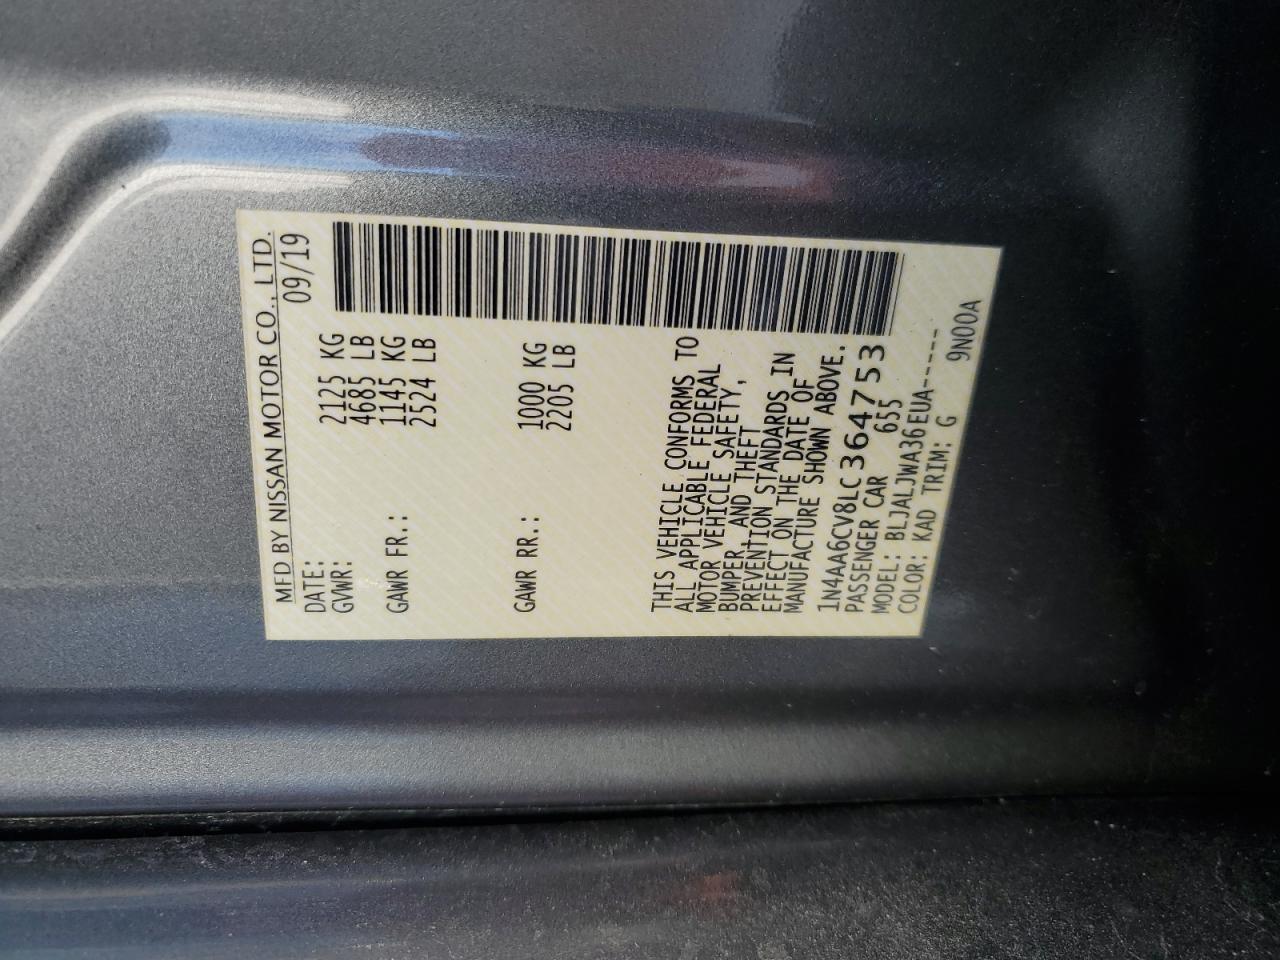 MFD BY NISSAN MOTOR CO., LTD.
DATE: 09/19
GVWR: 2125 KG
4685 LB
GAWR FR.: 1145 KG
2524 LB
GAWR RR.: 1000 KG
2205 LB
THIS VEHICLE CONFORMS TO
ALL APPLICABLE FEDERAL
MOTOR VEHICLE SAFETY,
BUMPER, AND THEFT
PREVENTION STANDARDS IN
EFFECT ON THE DATE OF
MANUFACTURE SHOWN ABOVE.
1N4AA6CV8LC364753
PASSENGER CAR 655
MODEL: BLJALJWA36EUA------
COLOR: KAD TRIM: G 9N00A